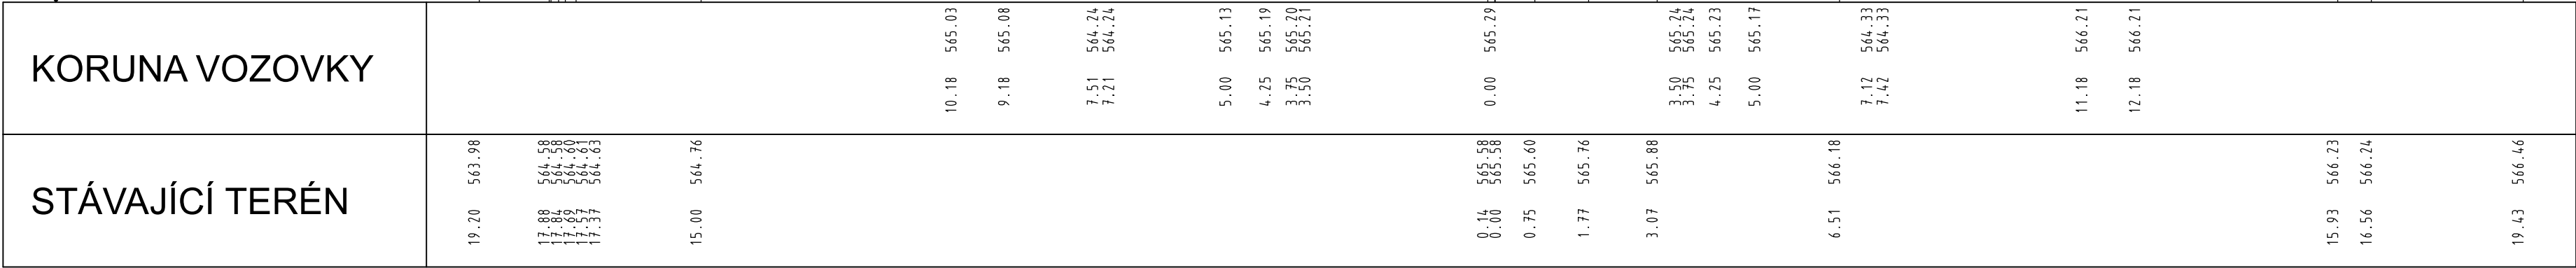 KORUNA VOZOVKY
565.03 565.08 564.24 564.24 565.13 565.19 565.20 565.21 565.29 565.24 565.24 565.23 565.17 564.33 564.33 566.21 566.21
10.18 9.18 7.51 7.21 5.00 4.25 3.75 3.50 0.00 3.50 3.75 4.25 5.00 7.12 7.42 11.18 12.18
STÁVAJÍCÍ TERÉN
563.98 564.58 564.58 564.60 564.61 564.63 564.76 565.58 565.58 565.60 565.76 565.88 566.18 566.23 566.24 566.46
19.20 17.88 17.84 17.69 17.57 17.37 15.00 0.14 0.00 0.75 1.77 3.07 6.51 15.93 16.56 19.43